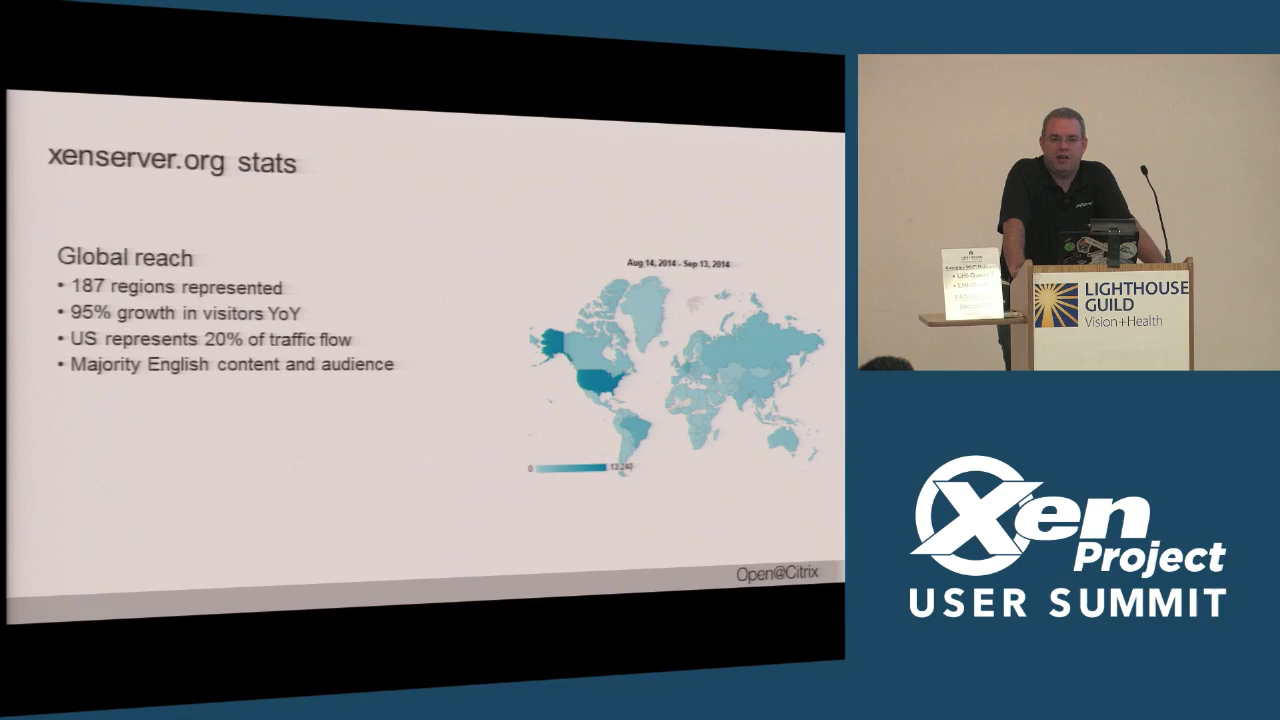 xenserver.org stats
Global reach
• 187 regions represented
• 95% growth in visitors YoY
• US represents 20% of traffic flow
• Majority English content and audience
Aug 14, 2014 - Sep 13, 2014
0
13,240
Open@Citrix
LIGHTHOUSE
GUILD
Vision+Health
Xen
Project
USER SUMMIT